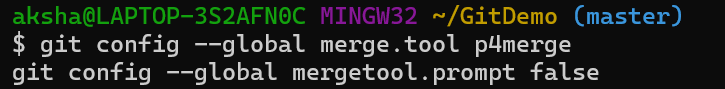 aksha@LAPTOP-3S2AFN0C MINGW32 ~/GitDemo (master)
$ git config --global merge.tool p4merge
git config --global mergetool.prompt false